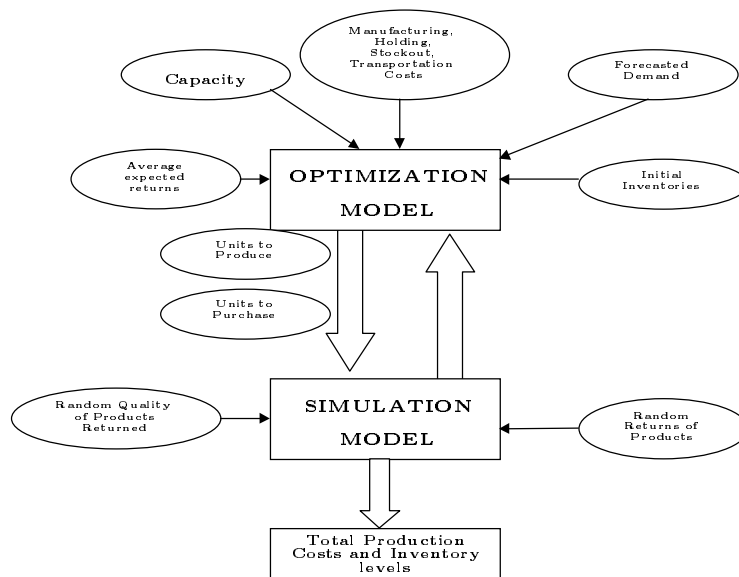 Manufacturing,
Holding,
Stockout,
Transportation
Costs
Capacity
Forecasted
Demand
Average
expected
returns
OPTIMIZATION
MODEL
Initial
Inventories
Units to
Produce
Units to
Purchase
Random Quality
of Products
Returned
SIMULATION
MODEL
Random
Returns of
Products
Total Production
Costs and Inventory
levels